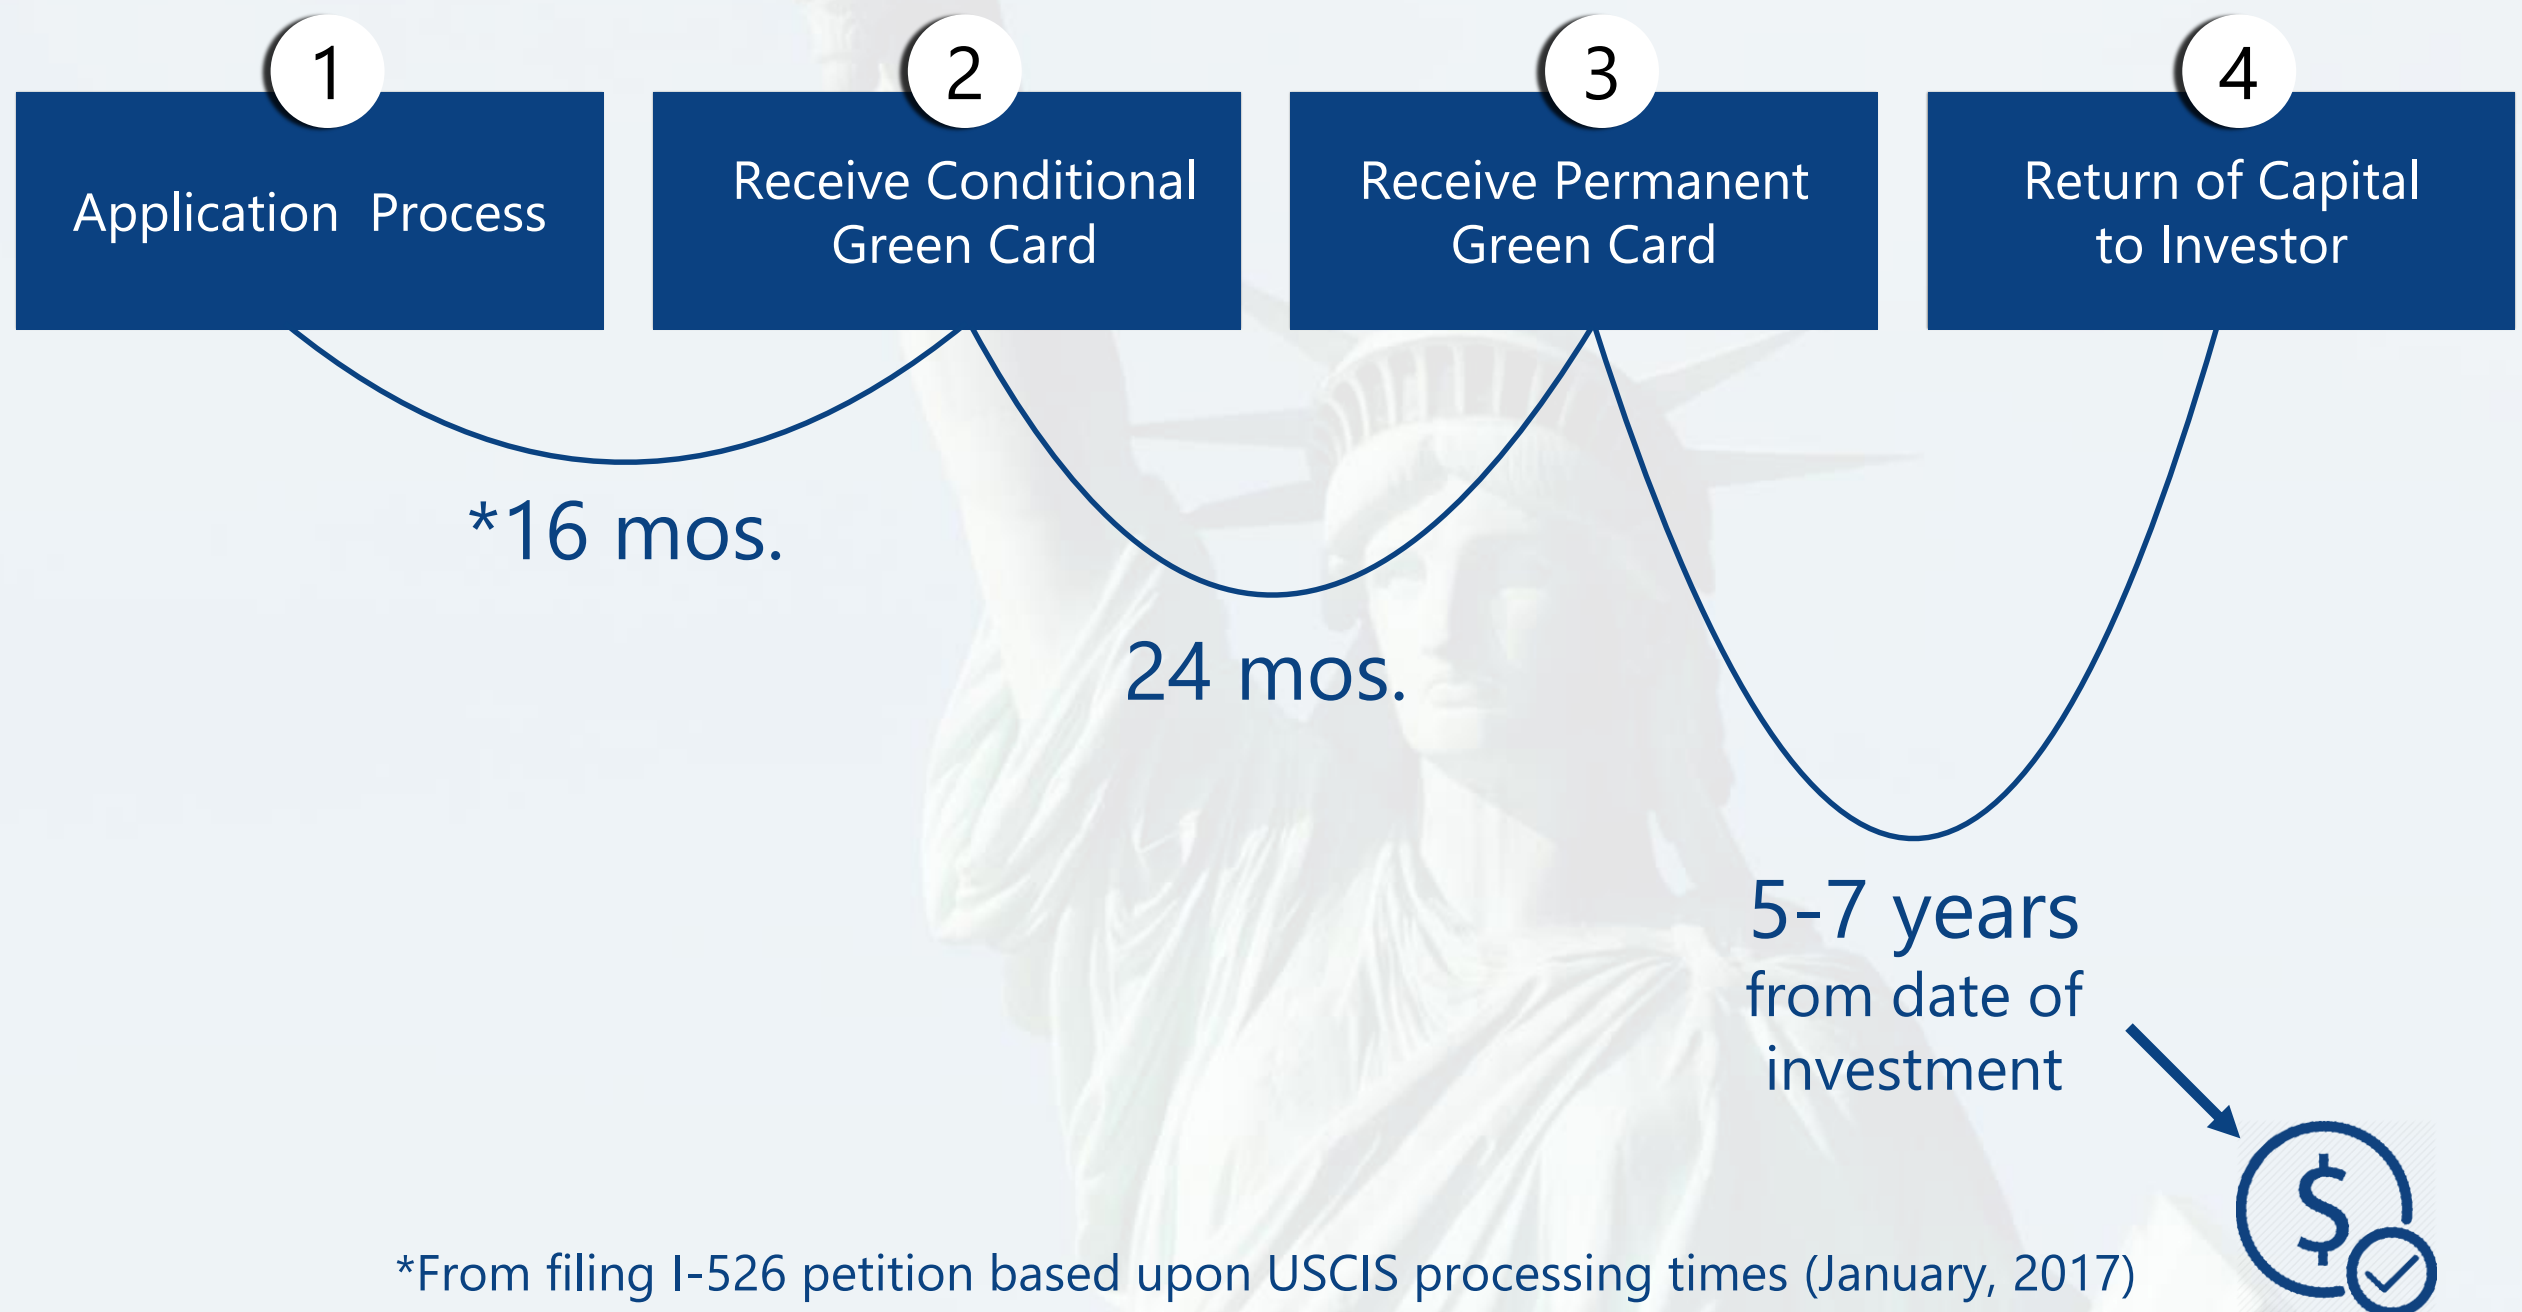 1
Application Process
2
Receive Conditional
Green Card
3
Receive Permanent
Green Card
4
Return of Capital
to Investor
*16 mos.
24 mos.
5-7 years
from date of
investment
$
*From filing I-526 petition based upon USCIS processing times (January, 2017)